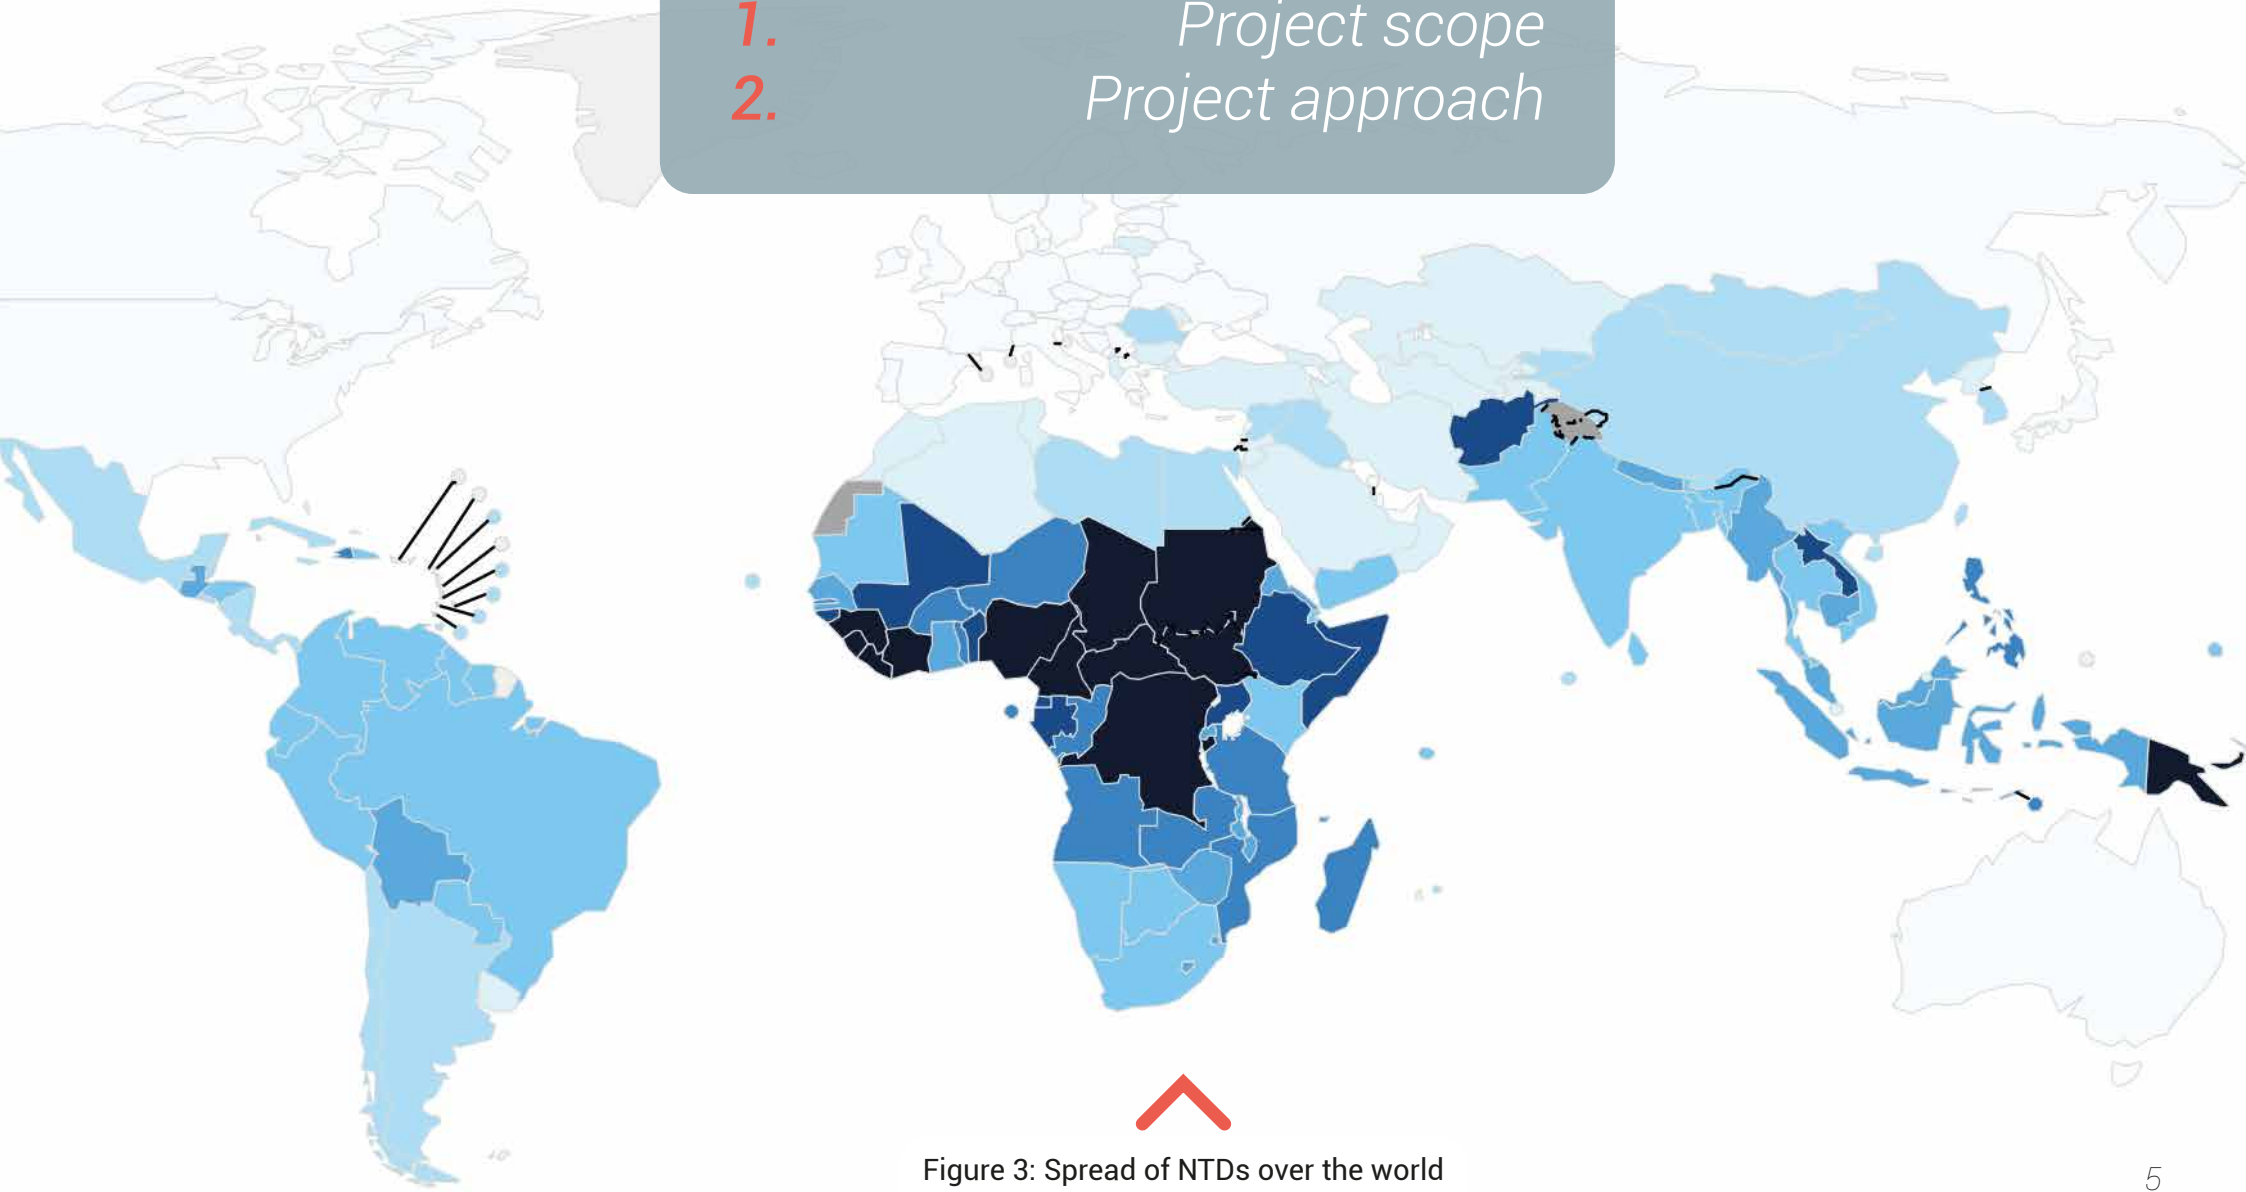 1. Project scope
2. Project approach
Figure 3: Spread of NTDs over the world
5